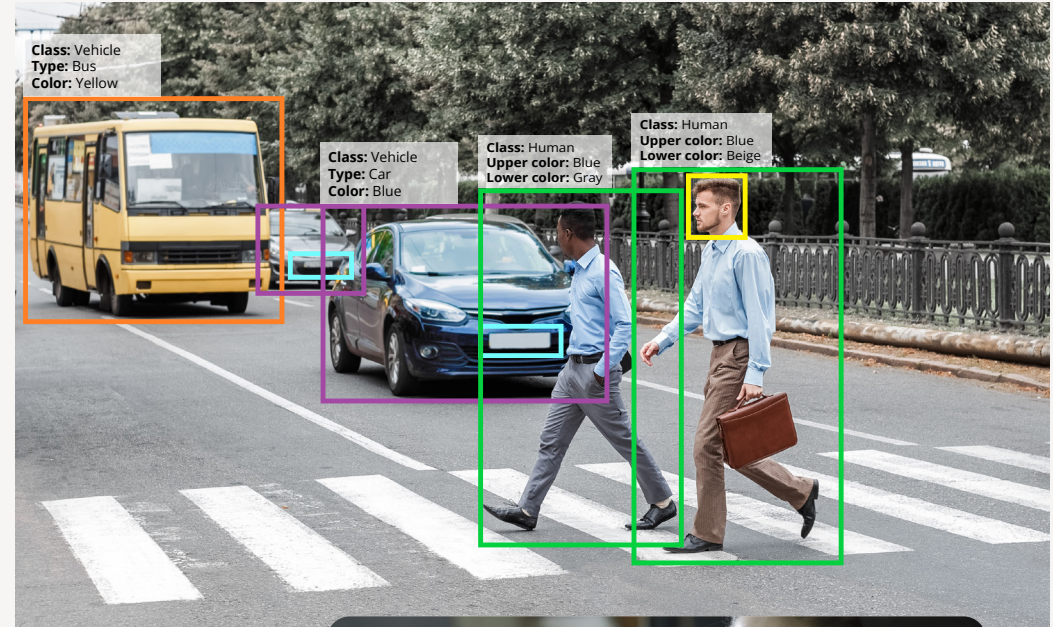 Class: Vehicle
Type: Bus
Color: Yellow
Class: Vehicle
Type: Car
Color: Blue
Class: Human
Upper color: Blue
Lower color: Gray
Class: Human
Upper color: Blue
Lower color: Beige